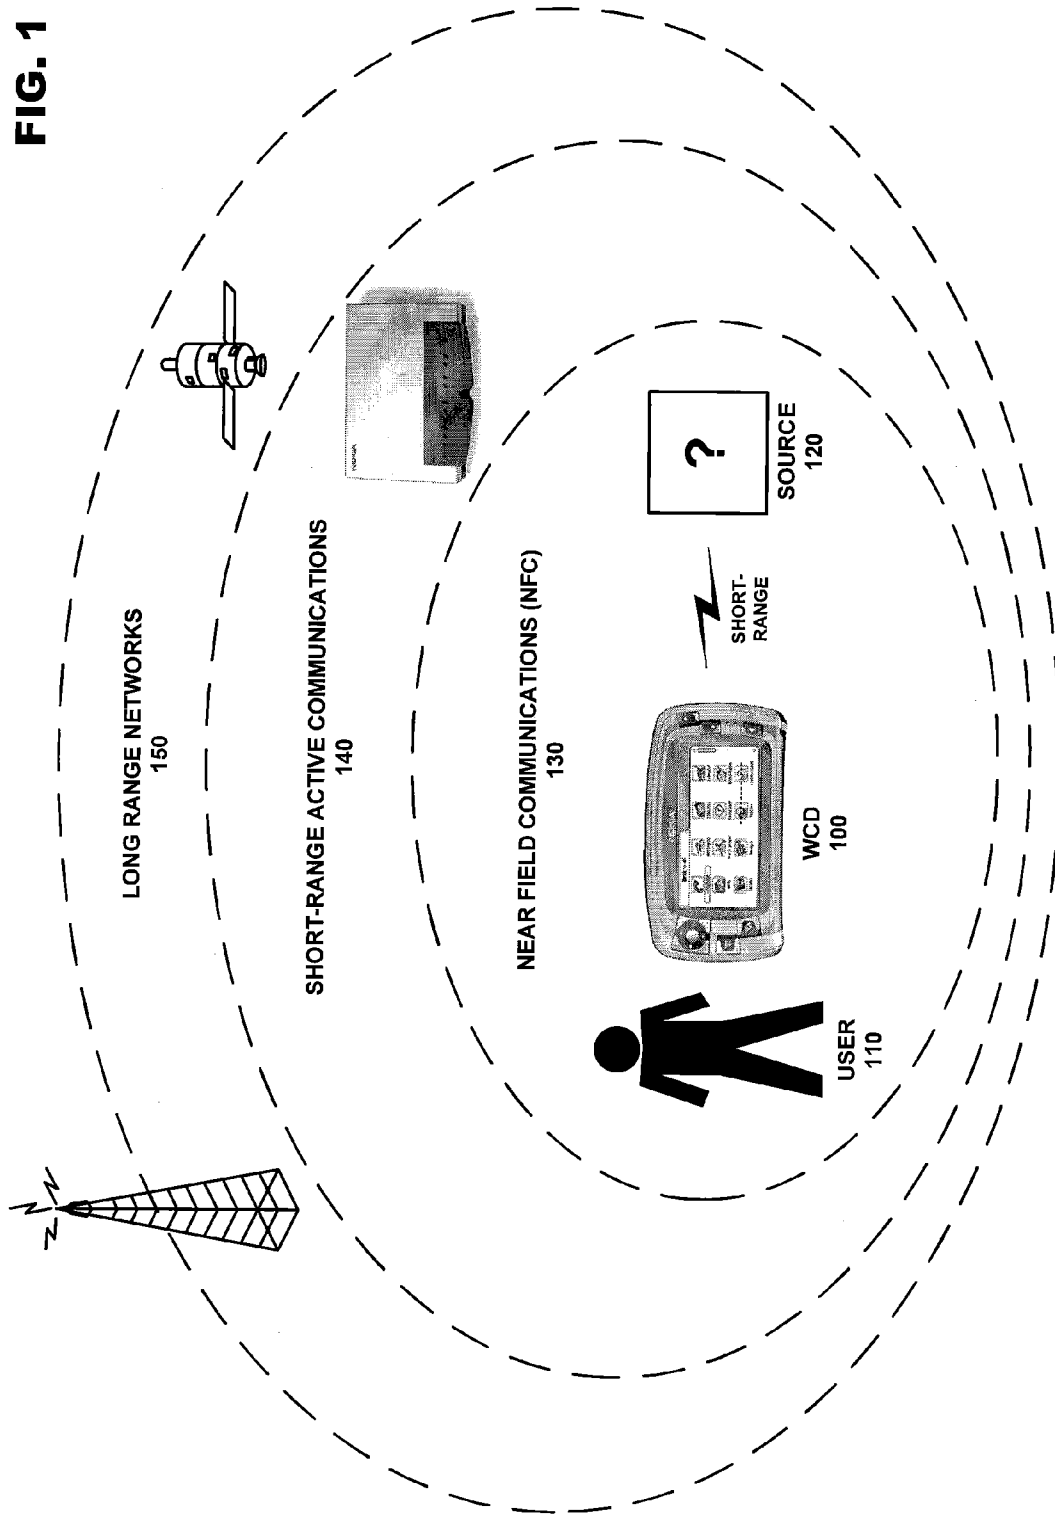 FIG. 1
LONG RANGE NETWORKS
150
SHORT-RANGE ACTIVE COMMUNICATIONS
140
NEAR FIELD COMMUNICATIONS (NFC)
130
SHORT-
RANGE
?
USER
110
WCD
100
SOURCE
120